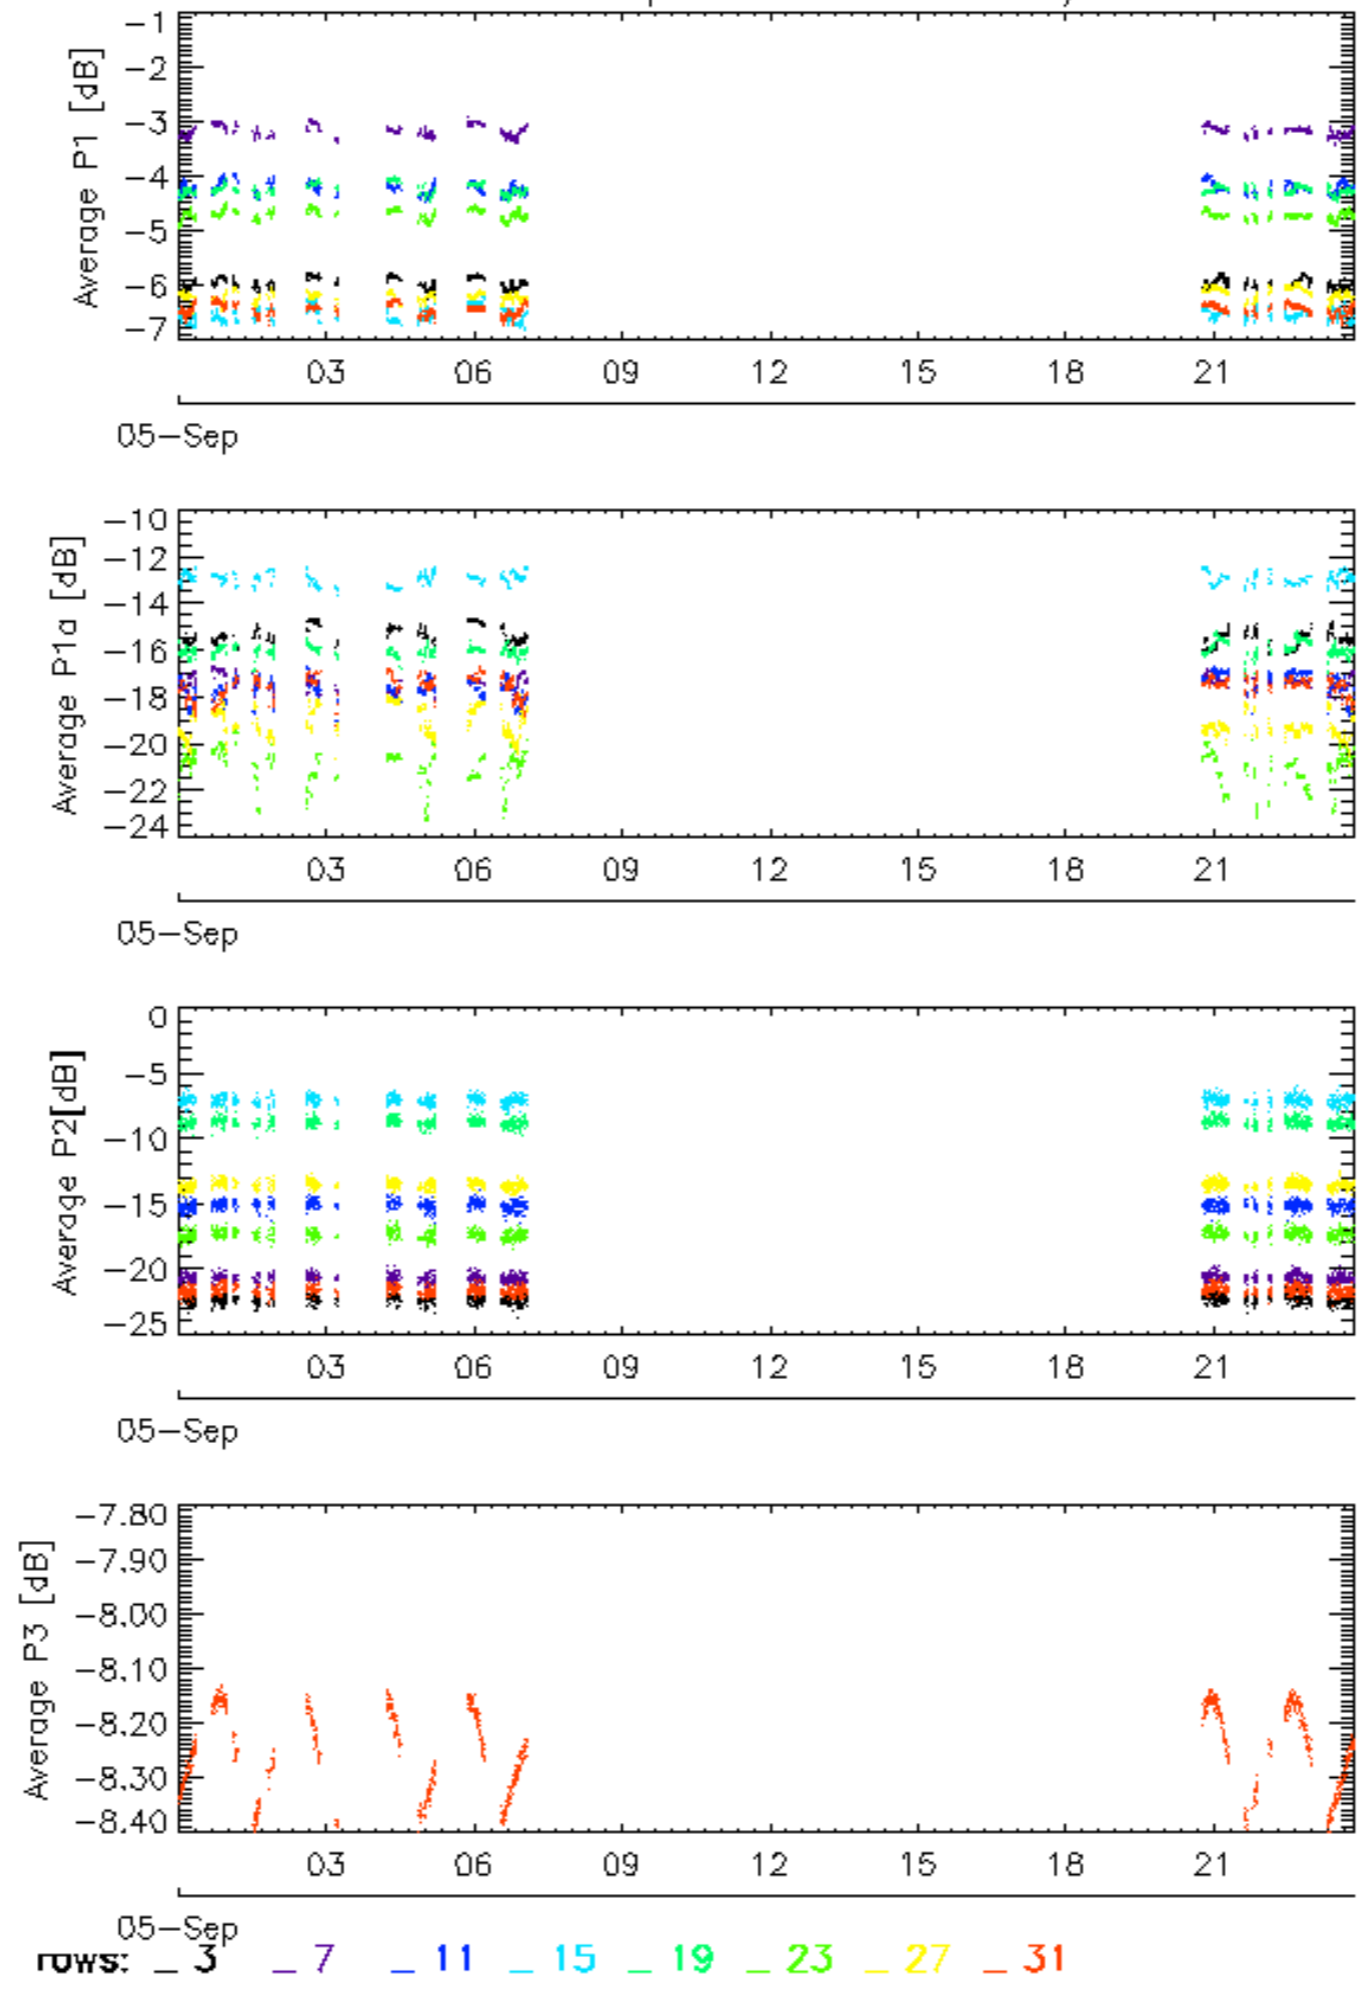 Average P1 [dB]
-1
-2
-3
-4
-5
-6
-7
03 06 09 12 15 18 21
05-Sep
Average P1a [dB]
-10
-12
-14
-16
-18
-20
-22
-24
03 06 09 12 15 18 21
05-Sep
Average P2[dB]
0
-5
-10
-15
-20
-25
03 06 09 12 15 18 21
05-Sep
Average P3 [dB]
-7.80
-7.90
-8.00
-8.10
-8.20
-8.30
-8.40
03 06 09 12 15 18 21
05-Sep
rows: _ 3 _ 7 _ 11 _ 15 _ 19 _ 23 _ 27 _ 31